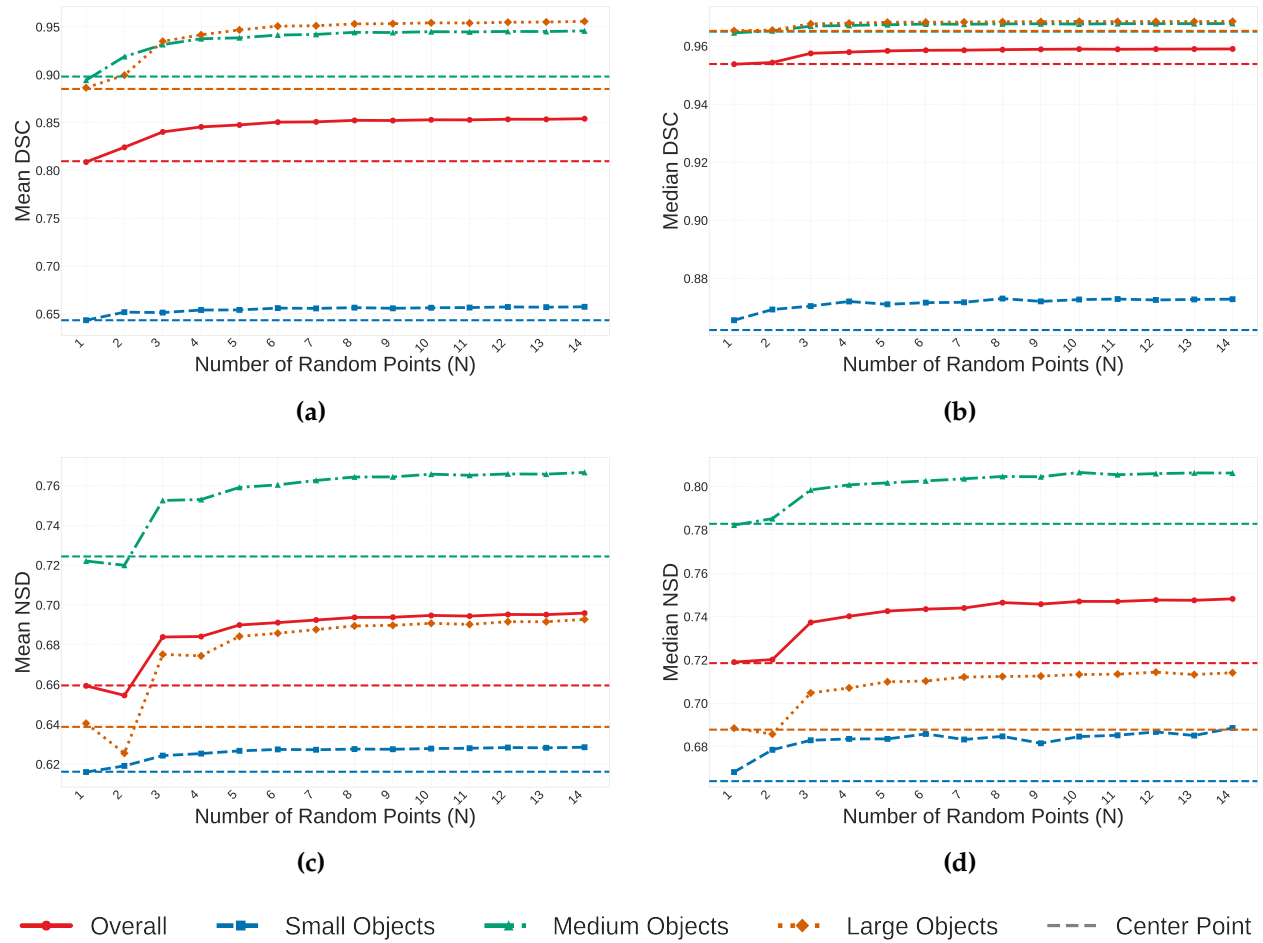 0.95
0.90
0.85
0.80
0.75
0.70
0.65
Mean DSC
1 2 3 4 5 6 7 8 9 10 11 12 13 14
Number of Random Points (N)
(a)
0.96
0.94
0.92
0.90
0.88
Median DSC
1 2 3 4 5 6 7 8 9 10 11 12 13 14
Number of Random Points (N)
(b)
0.76
0.74
0.72
0.70
0.68
0.66
0.64
0.62
Mean NSD
1 2 3 4 5 6 7 8 9 10 11 12 13 14
Number of Random Points (N)
(c)
0.80
0.78
0.76
0.74
0.72
0.70
0.68
Median NSD
1 2 3 4 5 6 7 8 9 10 11 12 13 14
Number of Random Points (N)
(d)
Overall Small Objects Medium Objects Large Objects Center Point